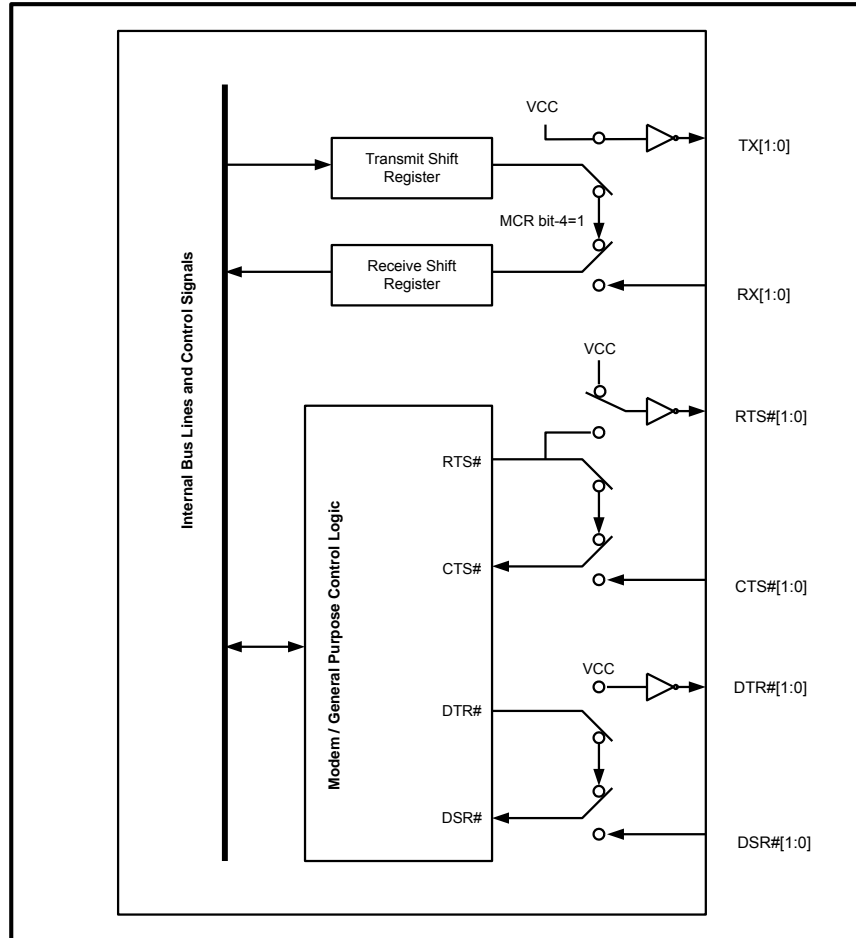 VCC
TX[1:0]
Transmit Shift
Register
MCR bit-4=1
Receive Shift
Register
RX[1:0]
Internal Bus Lines and Control Signals
VCC
RTS#[1:0]
Modem / General Purpose Control Logic
RTS#
CTS#
CTS#[1:0]
VCC
DTR#[1:0]
DTR#
DSR#
DSR#[1:0]